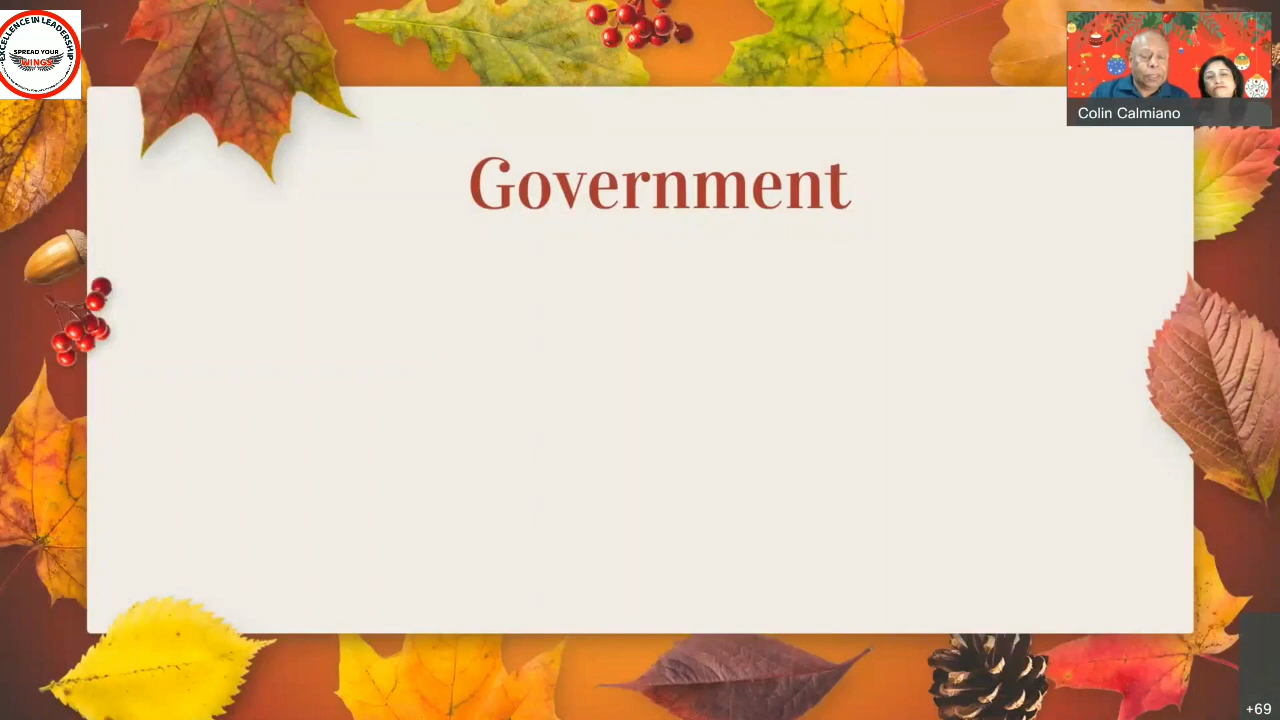 EXCELLENCE IN LEADERSHIP
SPREAD YOUR
WINGS
Colin Calmiano
Government
+69